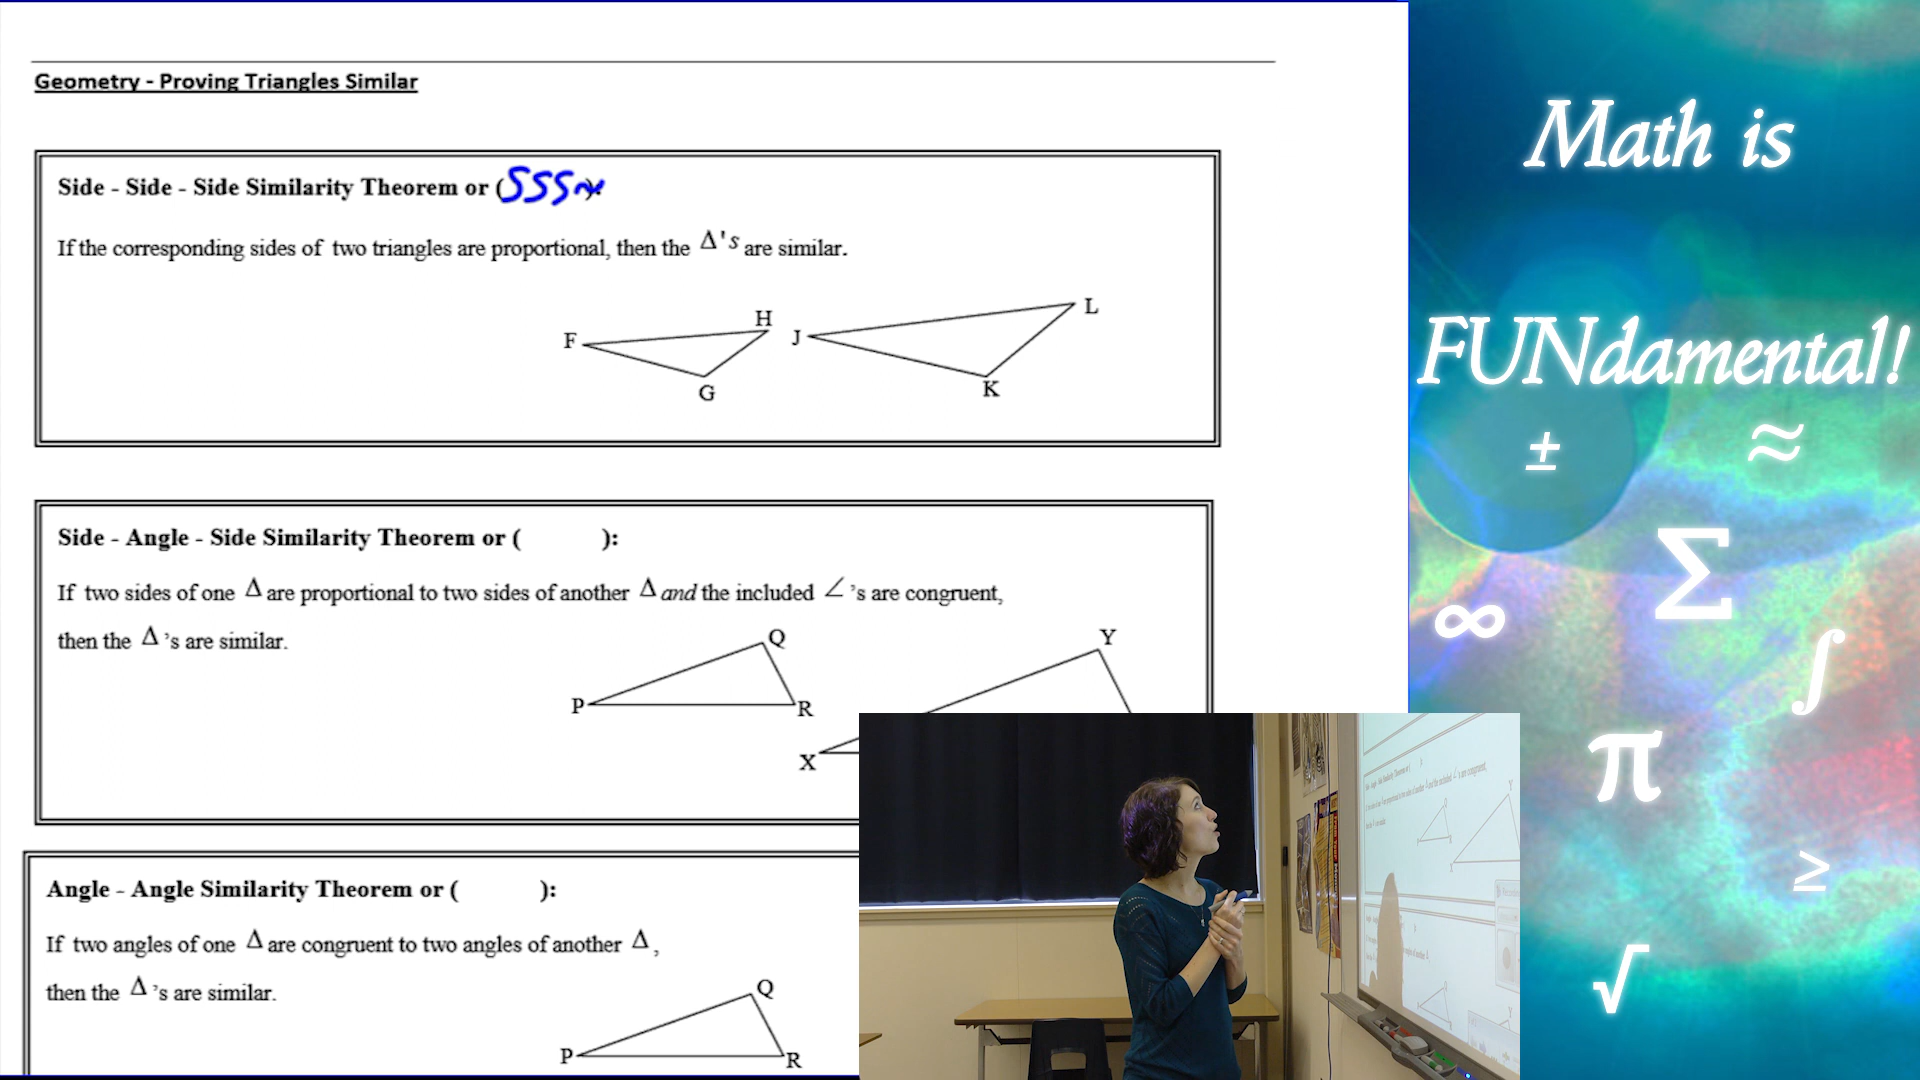 Geometry - Proving Triangles Similar
Side - Side - Side Similarity Theorem or (SSS~):
If the corresponding sides of two triangles are proportional, then the Δ's are similar.
F
H
G
J
L
K
Side - Angle - Side Similarity Theorem or ( ):
If two sides of one Δ are proportional to two sides of another Δ and the included ∠'s are congruent,
then the Δ's are similar.
P
Q
R
X
Y
Angle - Angle Similarity Theorem or ( ):
If two angles of one Δ are congruent to two angles of another Δ,
then the Δ's are similar.
P
Q
R
Math is
FUNdamental!
±
≈
Σ
∞
∫
π
≥
√